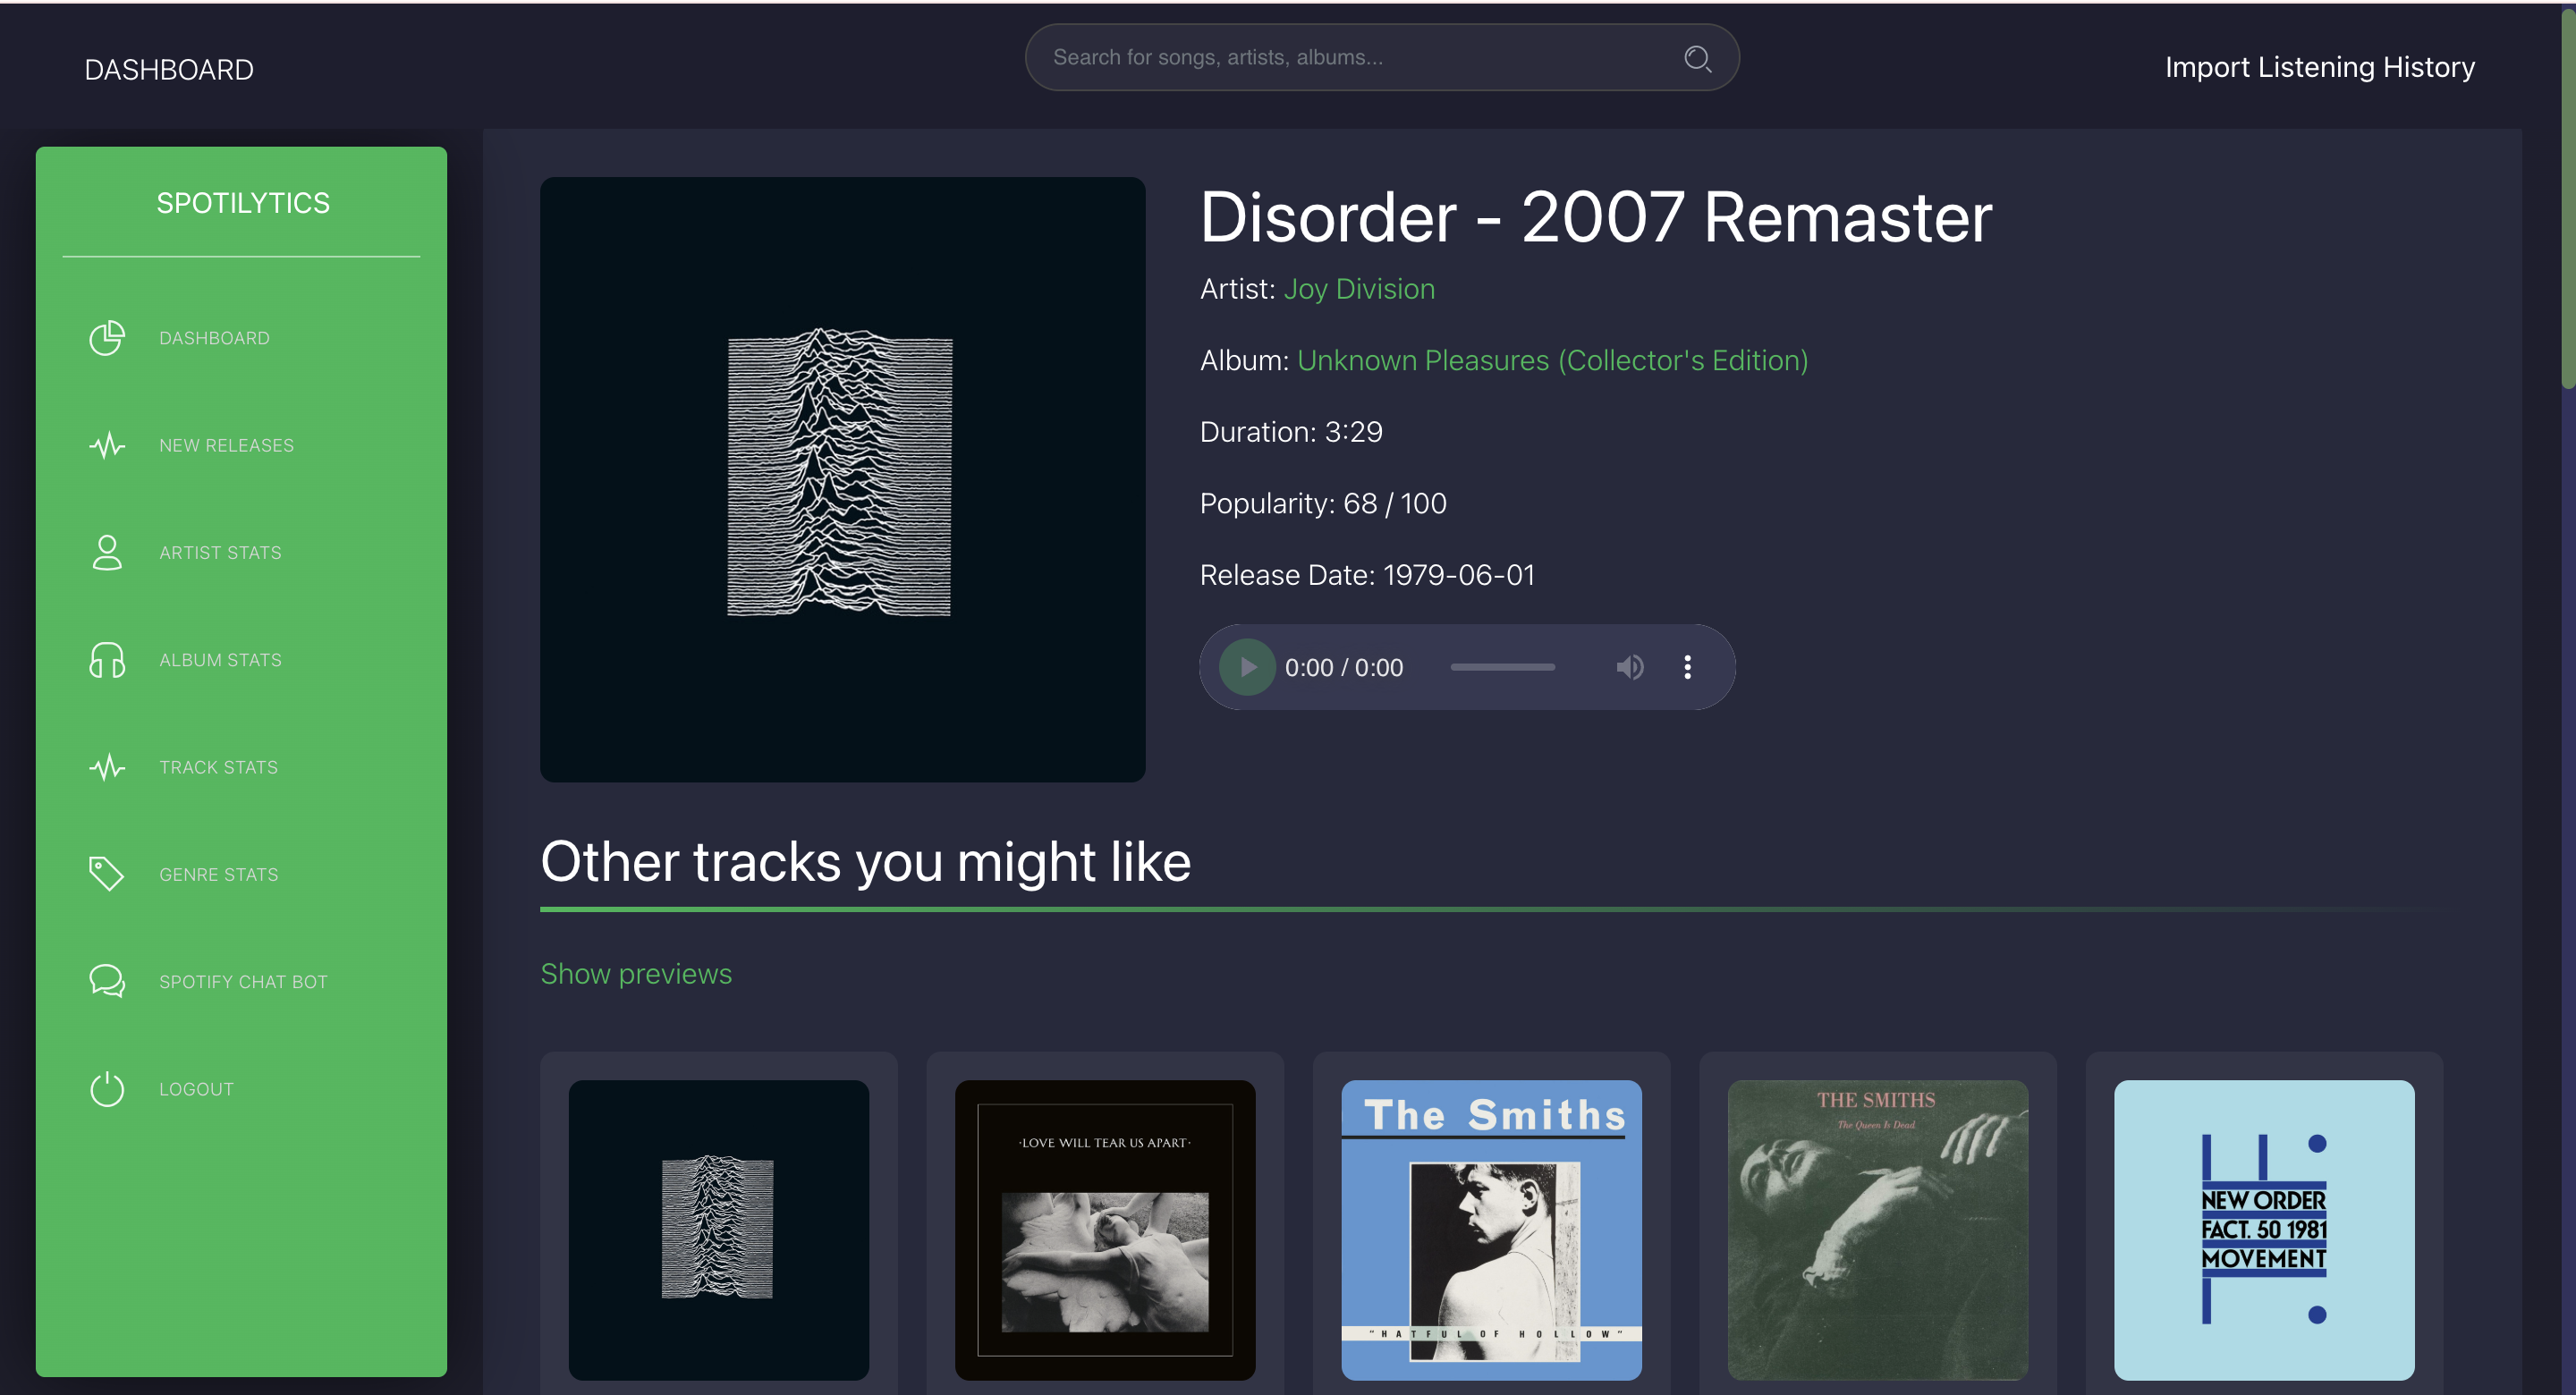 DASHBOARD
Search for songs, artists, albums...
Import Listening History
SPOTILYTICS
DASHBOARD
NEW RELEASES
ARTIST STATS
ALBUM STATS
TRACK STATS
GENRE STATS
SPOTIFY CHAT BOT
LOGOUT
Disorder - 2007 Remaster
Artist: Joy Division
Album: Unknown Pleasures (Collector's Edition)
Duration: 3:29
Popularity: 68 / 100
Release Date: 1979-06-01
0:00 / 0:00
Other tracks you might like
Show previews
·LOVE WILL TEAR US APART·
The Smiths
"HATFUL OF HOLLOW"
THE SMITHS
The Queen Is Dead
NEW ORDER
FACT. 50 1981
MOVEMENT